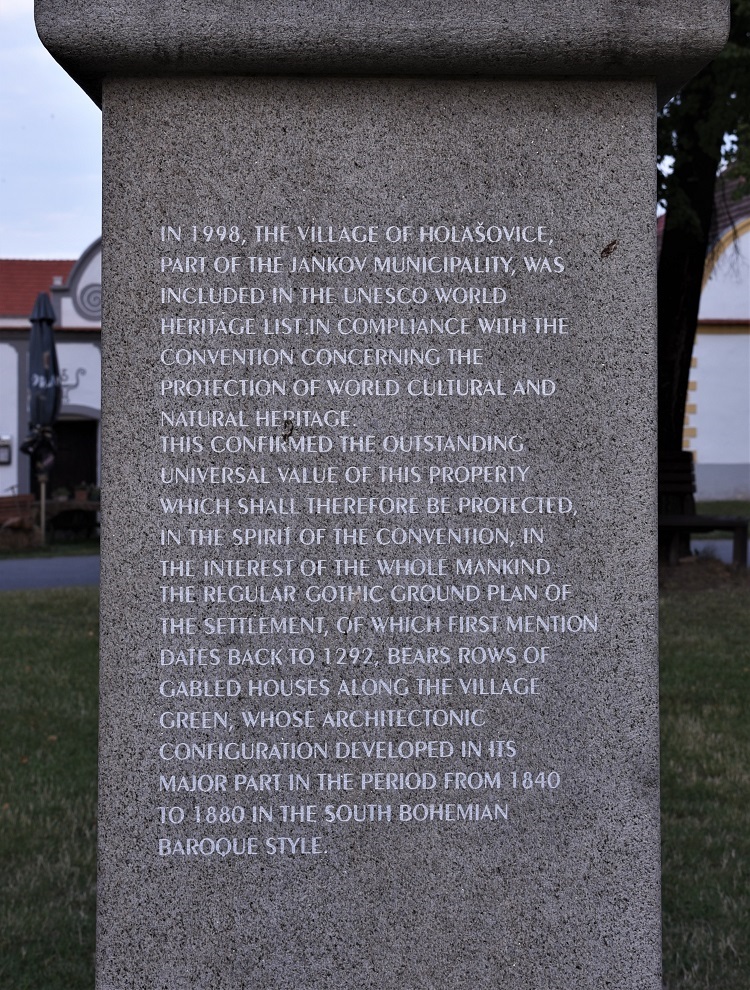 IN 1998, THE VILLAGE OF HOLAŠOVICE,
PART OF THE JANKOV MUNICIPALITY, WAS
INCLUDED IN THE UNESCO WORLD
HERITAGE LIST.IN COMPLIANCE WITH THE
CONVENTION CONCERNING THE
PROTECTION OF WORLD CULTURAL AND
NATURAL HERITAGE.
THIS CONFIRMED THE OUTSTANDING
UNIVERSAL VALUE OF THIS PROPERTY
WHICH SHALL THEREFORE BE PROTECTED,
IN THE SPIRIT OF THE CONVENTION, IN
THE INTEREST OF THE WHOLE MANKIND
THE REGULAR GOTHIC GROUND PLAN OF
THE SETTLEMENT, OF WHICH FIRST MENTION
DATES BACK TO 1292, BEARS ROWS OF
GABLED HOUSES ALONG THE VILLAGE
GREEN, WHOSE ARCHITECTONIC
CONFIGURATION DEVELOPED IN ITS
MAJOR PART IN THE PERIOD FROM 1840
TO 1880 IN THE SOUTH BOHEMIAN
BAROQUE STYLE.